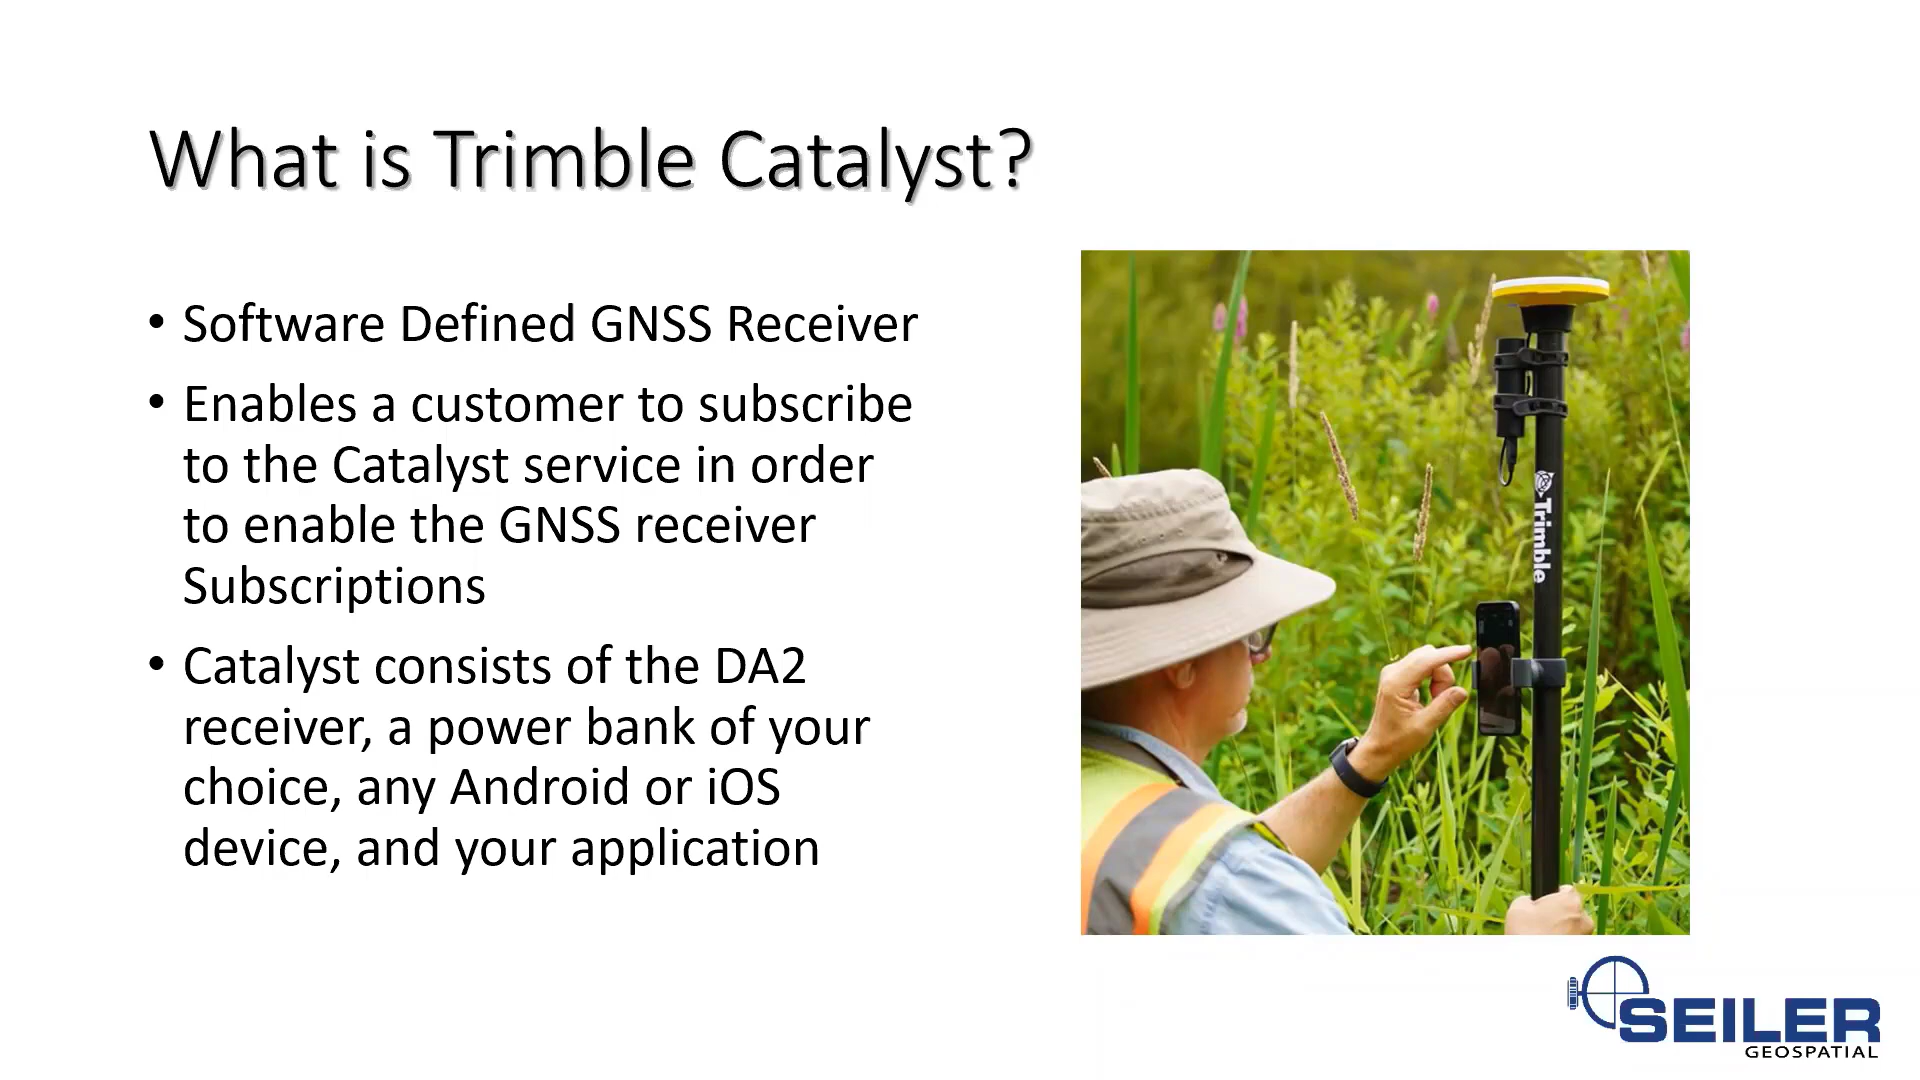 What is Trimble Catalyst?
• Software Defined GNSS Receiver
• Enables a customer to subscribe
to the Catalyst service in order
to enable the GNSS receiver
Subscriptions
• Catalyst consists of the DA2
receiver, a power bank of your
choice, any Android or iOS
device, and your application
Trimble
SEILER
GEOSPATIAL